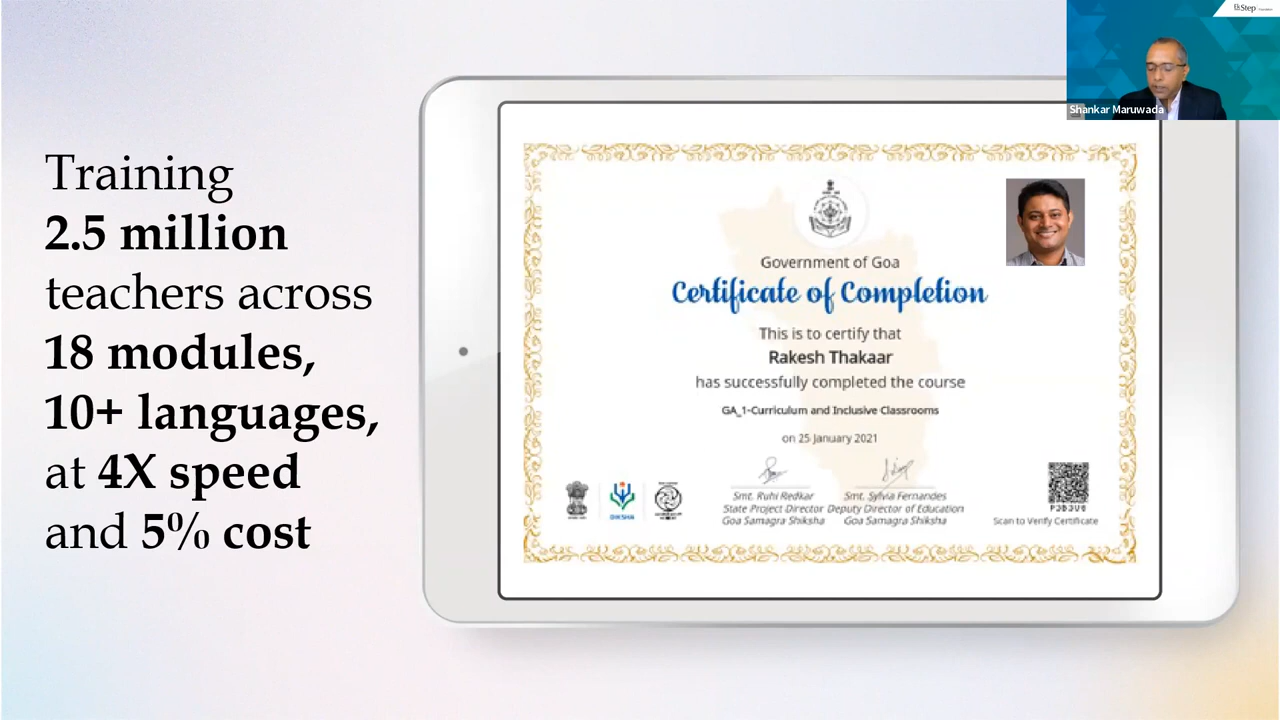 Training
2.5 million
teachers across
18 modules,
10+ languages,
at 4X speed
and 5% cost
Step
Shankar Maruwada
Government of Goa
Certificate of Completion
This is to certify that
Rakesh Thakaar
has successfully completed the course
GA_1-Curriculum and Inclusive Classrooms
on 25 January 2021
DIKSHA
Smt. Ruhi Redkar
State Project Director
Goa Samagra Shiksha
Smt. Sylvia Fernandes
Deputy Director of Education
Goa Samagra Shiksha
Scan to Verify Certificate